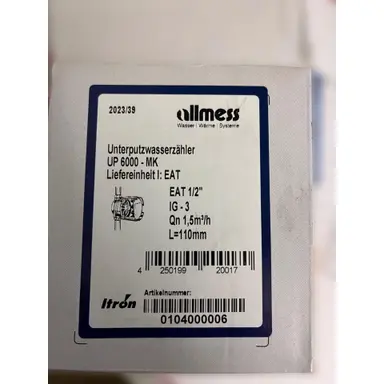 2023/39
allmess
Wasser | Wärme | Systeme
Unterputzwasserzähler
UP 6000 - MK
Liefereinheit I: EAT
EAT 1/2"
IG - 3
Qn 1,5m³/h
L=110mm
4 250199 20017
Itrón
Artikelnummer:
0104000006